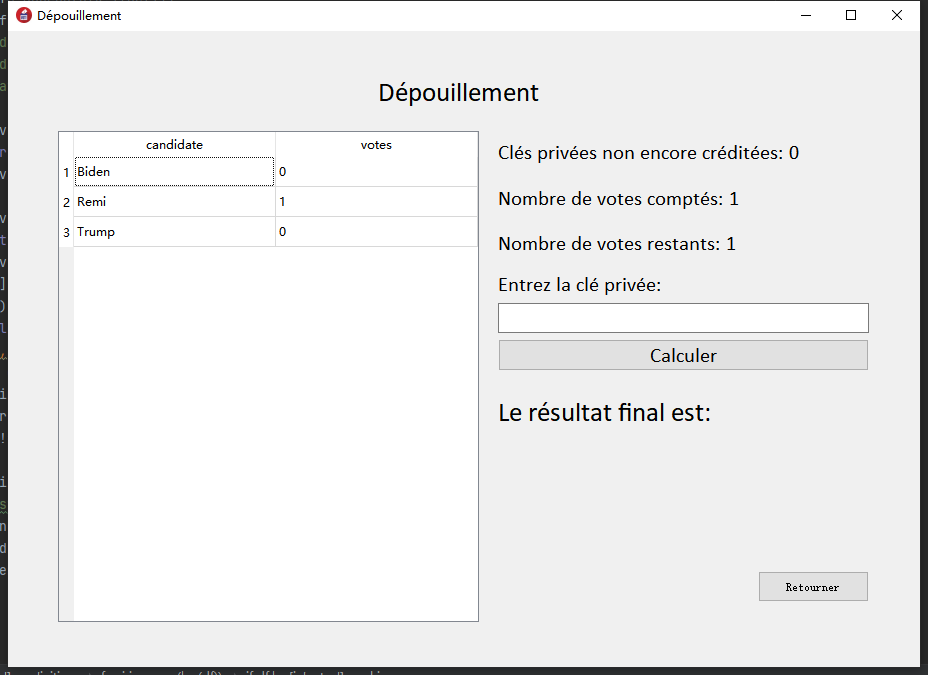 Dépouillement
Dépouillement
candidate votes
1 Biden 0
2 Remi 1
3 Trump 0
Clés privées non encore créditées: 0
Nombre de votes comptés: 1
Nombre de votes restants: 1
Entrez la clé privée:
Calculer
Le résultat final est:
Retourner